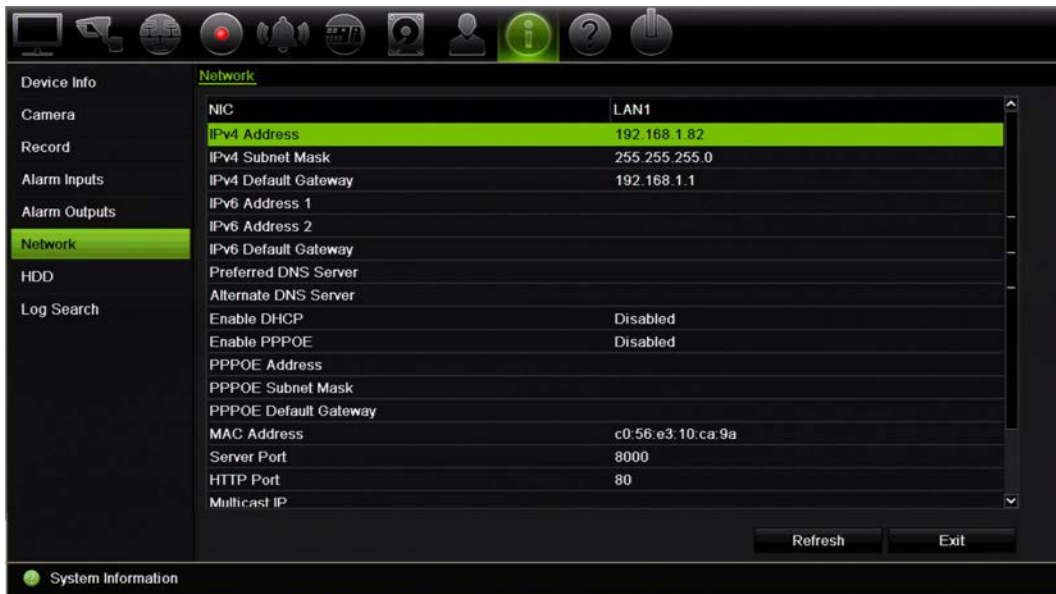 Device Info
Camera
Record
Alarm Inputs
Alarm Outputs
Network
HDD
Log Search
Network
NIC LAN1
IPv4 Address 192.168.1.82
IPv4 Subnet Mask 255.255.255.0
IPv4 Default Gateway 192.168.1.1
IPv6 Address 1
IPv6 Address 2
IPv6 Default Gateway
Preferred DNS Server
Alternate DNS Server
Enable DHCP Disabled
Enable PPPOE Disabled
PPPOE Address
PPPOE Subnet Mask
PPPOE Default Gateway
MAC Address c0:56:e3:10:ca:9a
Server Port 8000
HTTP Port 80
Multicast IP
Refresh Exit
System Information